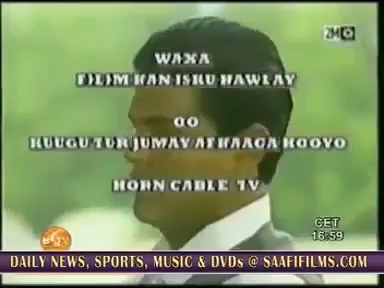 2M
WAXA
FILIM KAN ISKU HAWLAY
OO
KUUGU TURJUMAY AFKAAGA HOOYO
HORN CABLE TV
CET
16:59
DAILY NEWS, SPORTS, MUSIC & DVDs @ SAAFIFILMS.COM